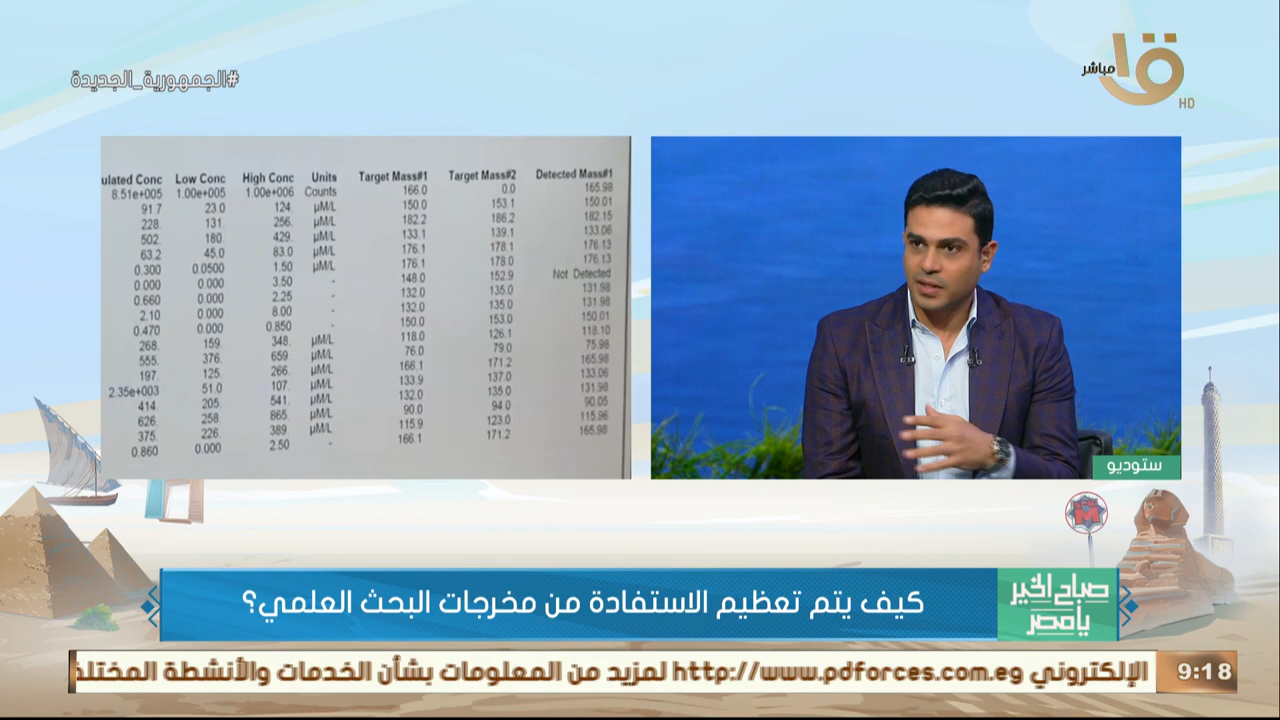 #الجمهورية_الجديدة
مباشر
HD
ulated Conc Low Conc High Conc Units Target Mass#1 Target Mass#2 Detected Mass#1
8.51e+005 1.00e+005 1.00e+006 Counts 166.0 0.0 165.98
91.7 23.0 124. µM/L 150.0 153.1 150.01
228. 131. 256. µM/L 182.2 186.2 182.15
502. 180. 429. µM/L 133.1 139.1 133.06
63.2 45.0 83.0 µM/L 176.1 178.1 176.13
0.300 0.0500 1.50 µM/L 176.1 178.0 176.13
0.000 0.000 3.50 - 148.0 152.9 Not Detected
0.660 0.000 2.25 - 132.0 135.0 131.98
2.10 0.000 8.00 - 132.0 135.0 131.98
0.470 0.000 0.850 - 150.0 153.0 150.01
268. 159. 348. µM/L 118.0 126.1 118.10
555. 376. 659. µM/L 76.0 79.0 75.98
197. 125. 266. µM/L 166.1 171.2 165.98
2.35e+003 51.0 107. µM/L 133.9 137.0 133.06
414. 205. 541. µM/L 132.0 135.0 131.98
626. 258. 865. µM/L 90.0 94.0 90.05
375. 226. 389. µM/L 115.9 123.0 115.96
0.860 0.000 2.50 - 166.1 171.2 165.98
ستوديو
صباح الخير
يا مصر
كيف يتم تعظيم الاستفادة من مخرجات البحث العلمي؟
9:18
الإلكتروني http://www.pdforces.com.eg لمزيد من المعلومات بشأن الخدمات والأنشطة المختلف